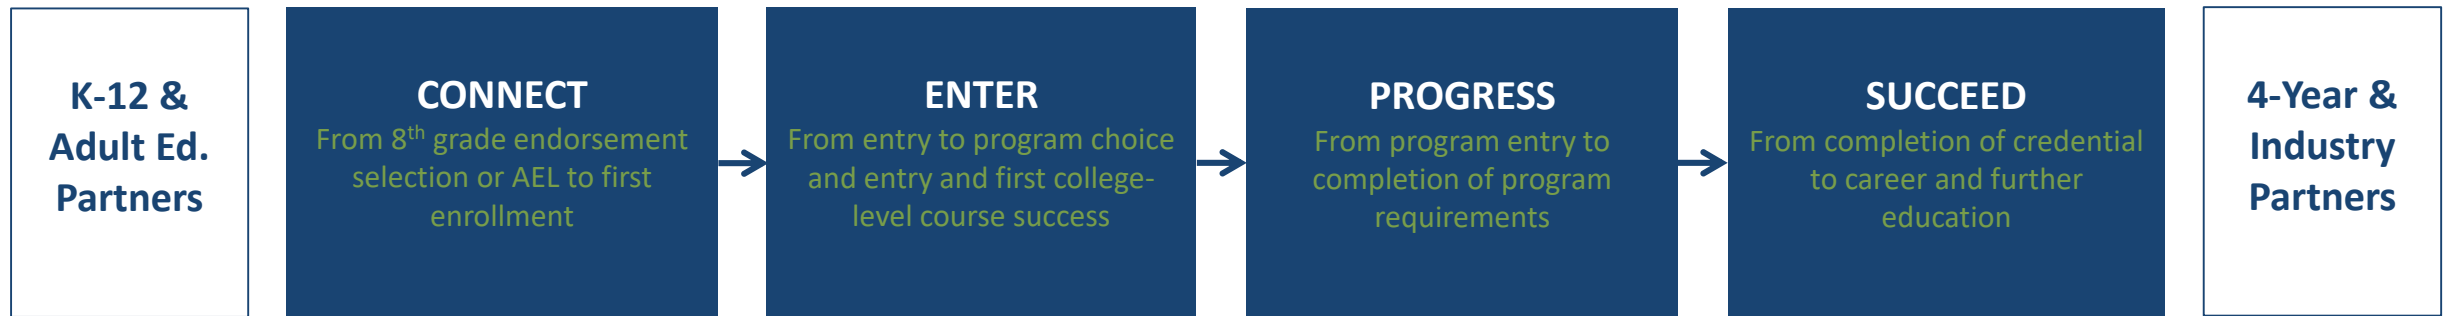 K-12 &
Adult Ed.
Partners
CONNECT
From 8th grade endorsement
selection or AEL to first
enrollment
ENTER
From entry to program choice
and entry and first college-
level course success
PROGRESS
From program entry to
completion of program
requirements
SUCCEED
From completion of credential
to career and further
education
4-Year &
Industry
Partners